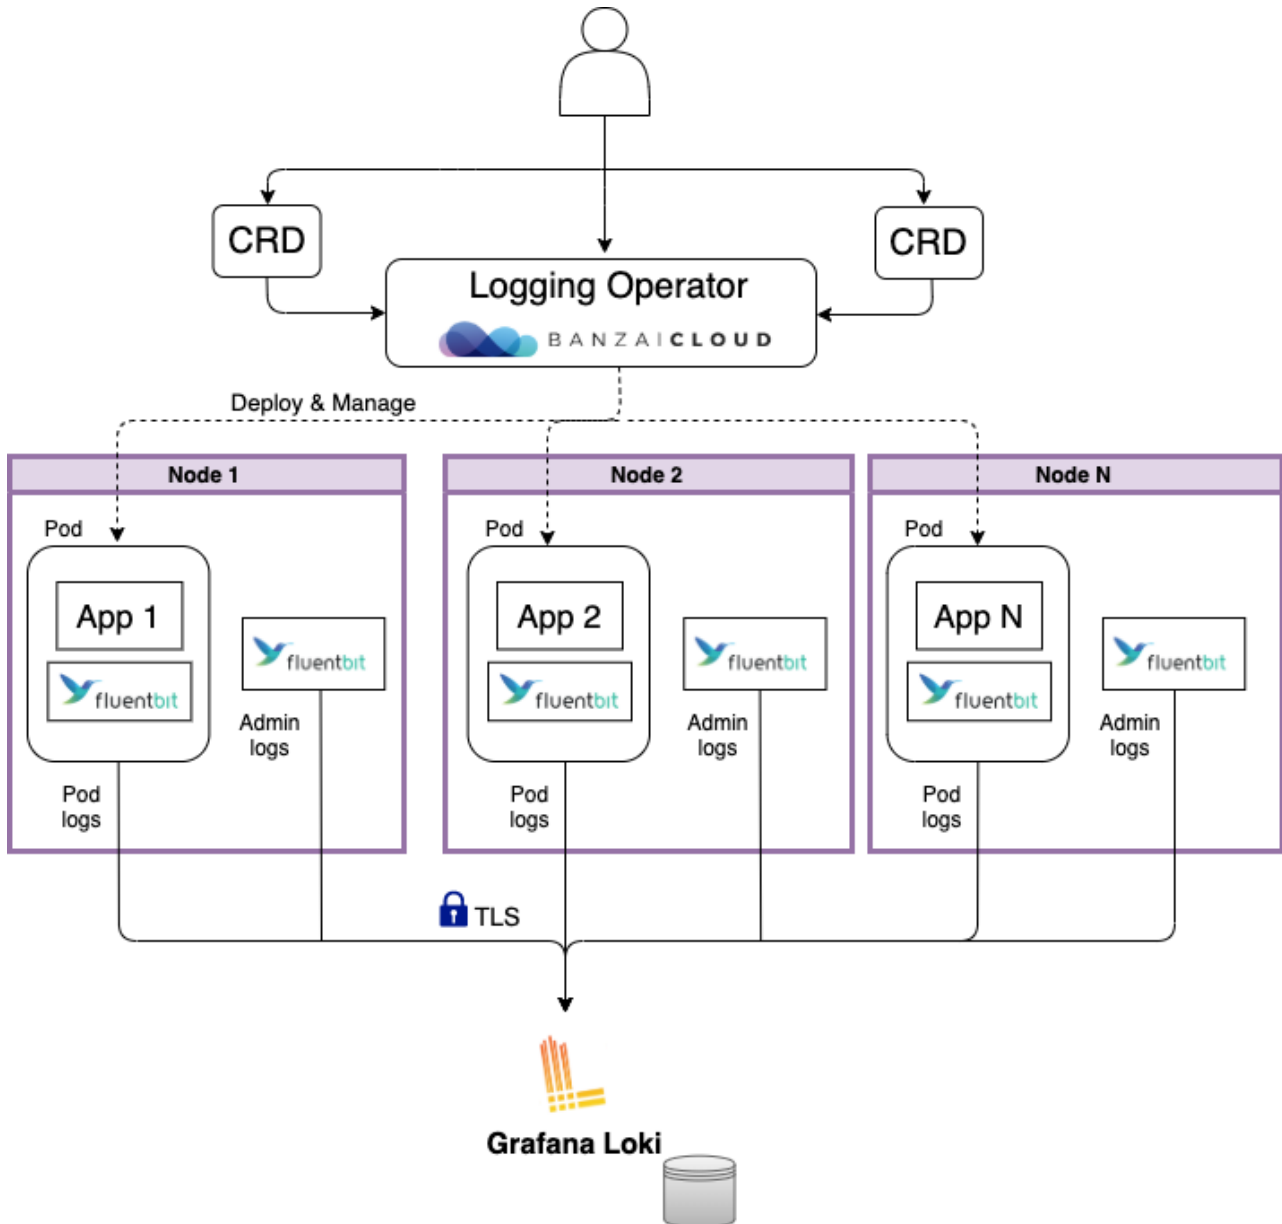 CRD
CRD
Logging Operator
BANZAICLOUD
Deploy & Manage
Node 1
Node 2
Node N
Pod
Pod
Pod
App 1
App 2
App N
fluentbit
fluentbit
fluentbit
fluentbit
fluentbit
fluentbit
Admin
logs
Admin
logs
Admin
logs
Pod
logs
Pod
logs
Pod
logs
TLS
Grafana Loki